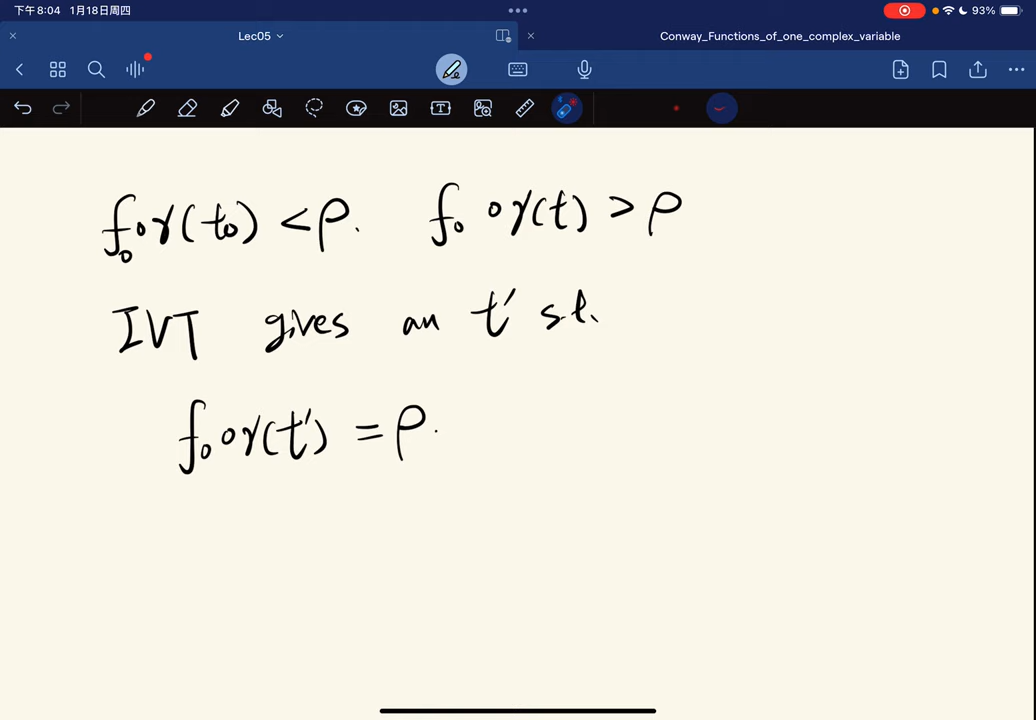 下午8:04 1月18日周四
93%
Lec05
Conway_Functions_of_one_complex_variable
f₀∘γ(t₀) < ρ. f₀∘γ(t) > ρ
IVT gives an t' s.t.
f₀∘γ(t') = ρ.